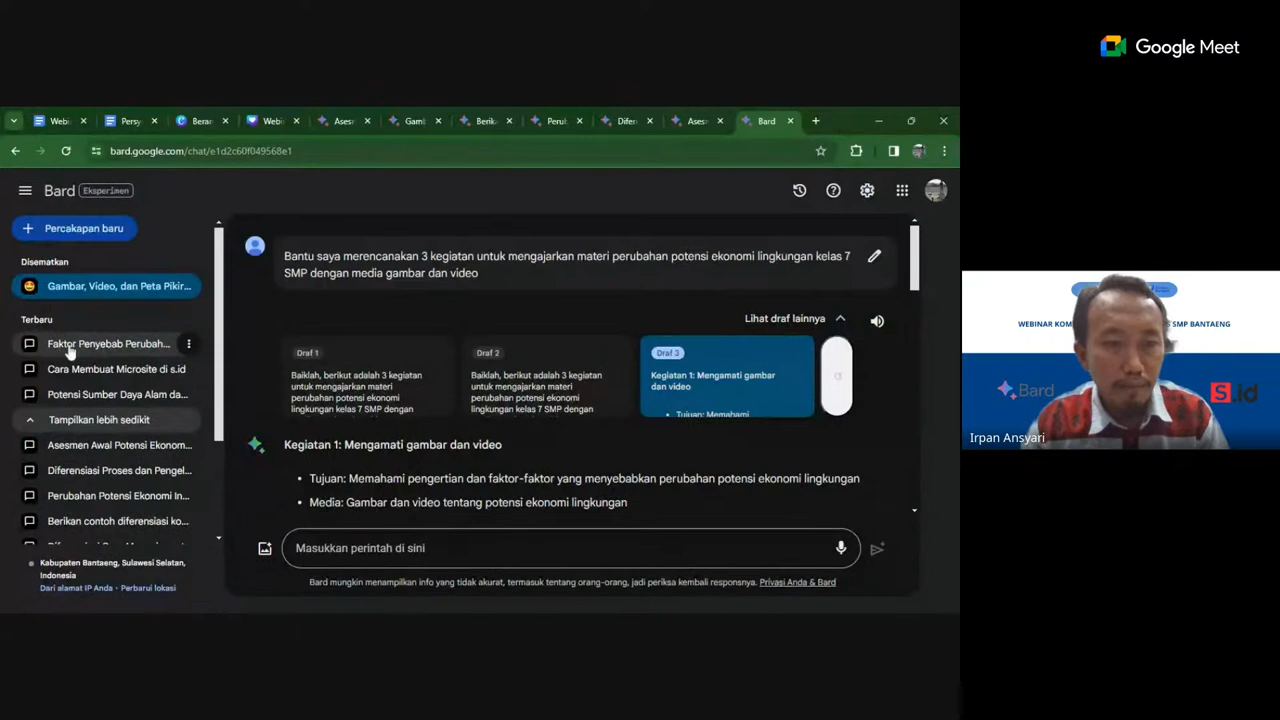 Google Meet
Webi
Persy
Bera
Webi
Ases
Gaml
Berik
Peru
Difer
Ases
Bard
bard.google.com/chat/e1d2c60f049568e1
Bard Eksperimen
Percakapan baru
Disematkan
Gambar, Video, dan Peta Pikir...
Terbaru
Faktor Penyebab Perubah...
Cara Membuat Microsite di s.id
Potensi Sumber Daya Alam da...
Tampilkan lebih sedikit
Asesmen Awal Potensi Ekonom...
Diferensiasi Proses dan Pengel...
Perubahan Potensi Ekonomi In...
Berikan contoh diferensiasi ko...
Kabupaten Bantaeng, Sulawesi Selatan,
Indonesia
Dari alamat IP Anda • Perbarui lokasi
Bantu saya merencanakan 3 kegiatan untuk mengajarkan materi perubahan potensi ekonomi lingkungan kelas 7
SMP dengan media gambar dan video
Lihat draf lainnya
Draf 1
Baiklah, berikut adalah 3 kegiatan
untuk mengajarkan materi
perubahan potensi ekonomi
lingkungan kelas 7 SMP dengan
Draf 2
Baiklah, berikut adalah 3 kegiatan
untuk mengajarkan materi
perubahan potensi ekonomi
lingkungan kelas 7 SMP dengan
Draf 3
Kegiatan 1: Mengamati gambar
dan video
• Tujuan: Memahami
Kegiatan 1: Mengamati gambar dan video
• Tujuan: Memahami pengertian dan faktor-faktor yang menyebabkan perubahan potensi ekonomi lingkungan
• Media: Gambar dan video tentang potensi ekonomi lingkungan
Masukkan perintah di sini
Bard mungkin menampilkan info yang tidak akurat, termasuk tentang orang-orang, jadi periksa kembali responsnya. Privasi Anda & Bard
WEBINAR KOM
SMP BANTAENG
Bard
S.id
Irpan Ansyari